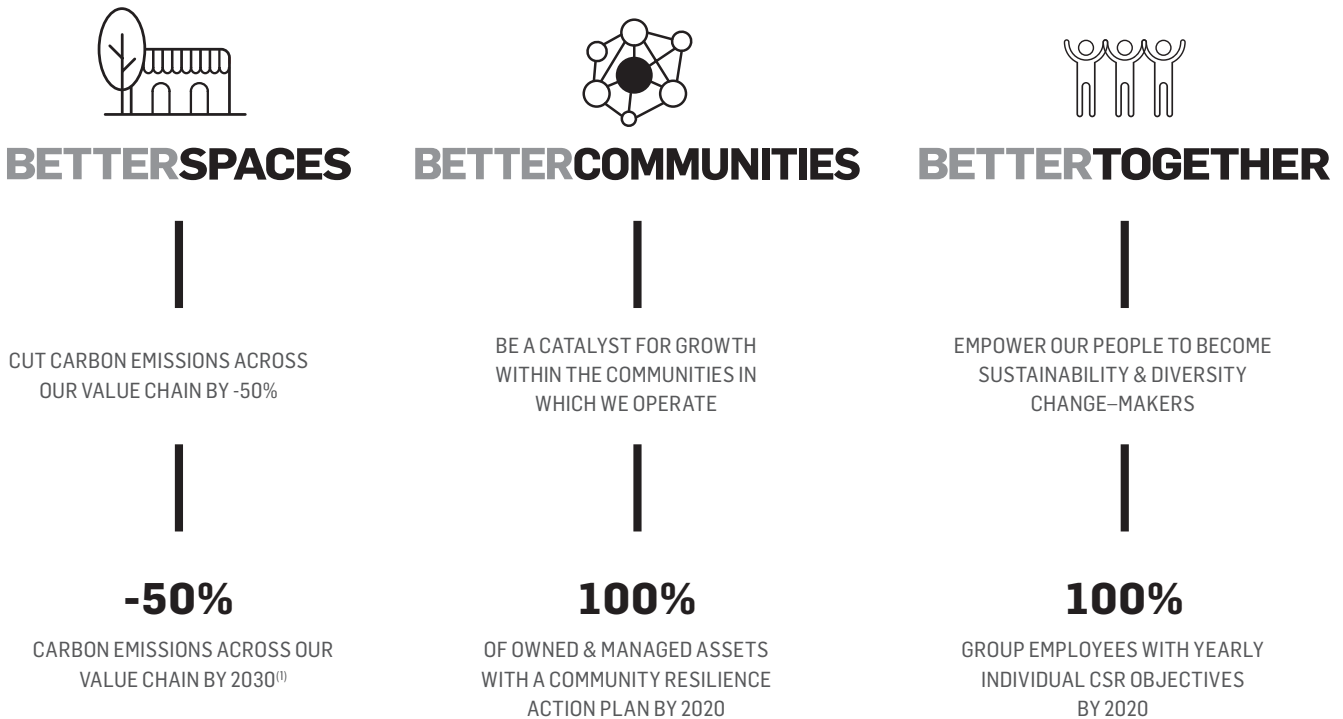 BETTERSPACES
CUT CARBON EMISSIONS ACROSS
OUR VALUE CHAIN BY -50%
-50%
CARBON EMISSIONS ACROSS OUR
VALUE CHAIN BY 2030(1)
BETTERCOMMUNITIES
BE A CATALYST FOR GROWTH
WITHIN THE COMMUNITIES IN
WHICH WE OPERATE
100%
OF OWNED & MANAGED ASSETS
WITH A COMMUNITY RESILIENCE
ACTION PLAN BY 2020
BETTERTOGETHER
EMPOWER OUR PEOPLE TO BECOME
SUSTAINABILITY & DIVERSITY
CHANGE–MAKERS
100%
GROUP EMPLOYEES WITH YEARLY
INDIVIDUAL CSR OBJECTIVES
BY 2020